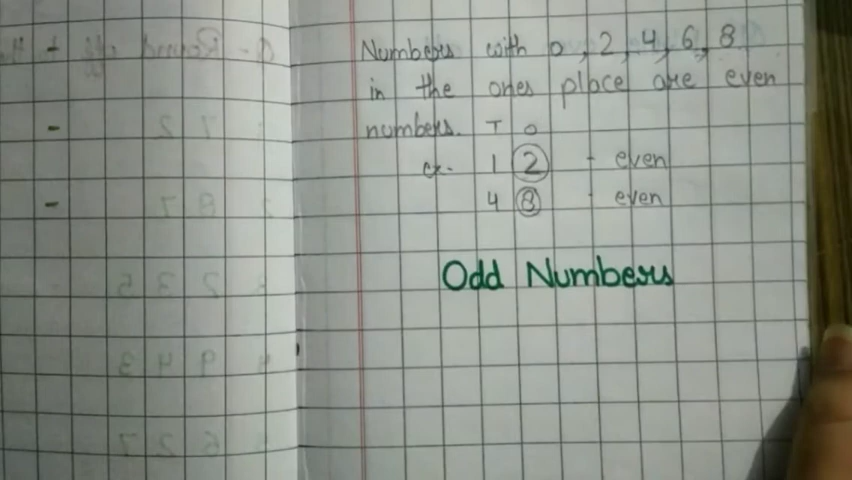 Numbers with 0, 2, 4, 6, 8
in the ones place are even
numbers. T O
ex. 1 2 - even
4 8 - even
Odd Numbers